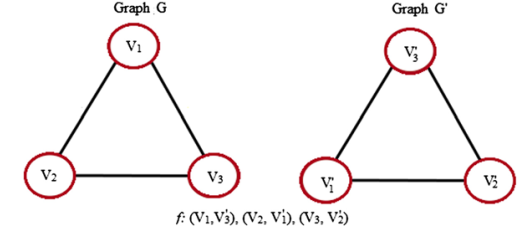 Graph G
Graph G'
V₁
V'₃
V₂
V₃
V'₁
V'₂
f: (V₁,V'₃), (V₂, V'₁), (V₃, V'₂)